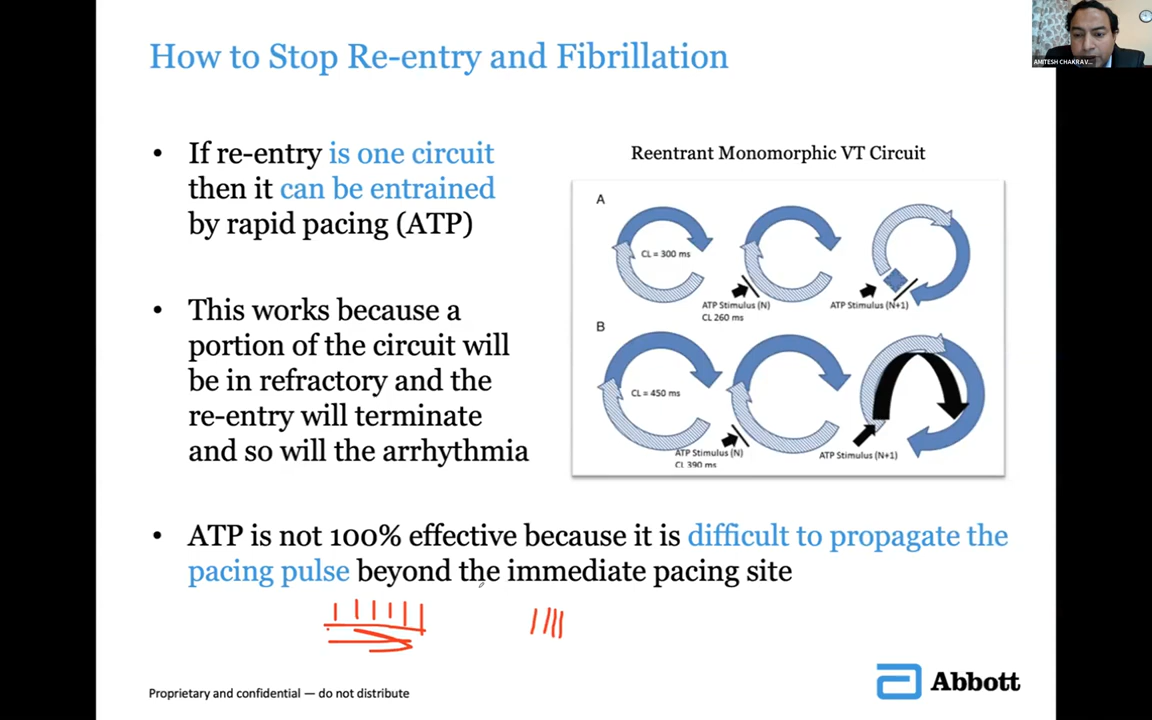 How to Stop Re-entry and Fibrillation
AMITESH CHAKRAV...
• If re-entry is one circuit
then it can be entrained
by rapid pacing (ATP)
• This works because a
portion of the circuit will
be in refractory and the
re-entry will terminate
and so will the arrhythmia
Reentrant Monomorphic VT Circuit
A
CL = 300 ms
ATP Stimulus (N)
CL 260 ms
ATP Stimulus (N+1)
B
CL = 450 ms
ATP Stimulus (N)
CL 390 ms
ATP Stimulus (N+1)
• ATP is not 100% effective because it is difficult to propagate the
pacing pulse beyond the immediate pacing site
Proprietary and confidential — do not distribute
Abbott